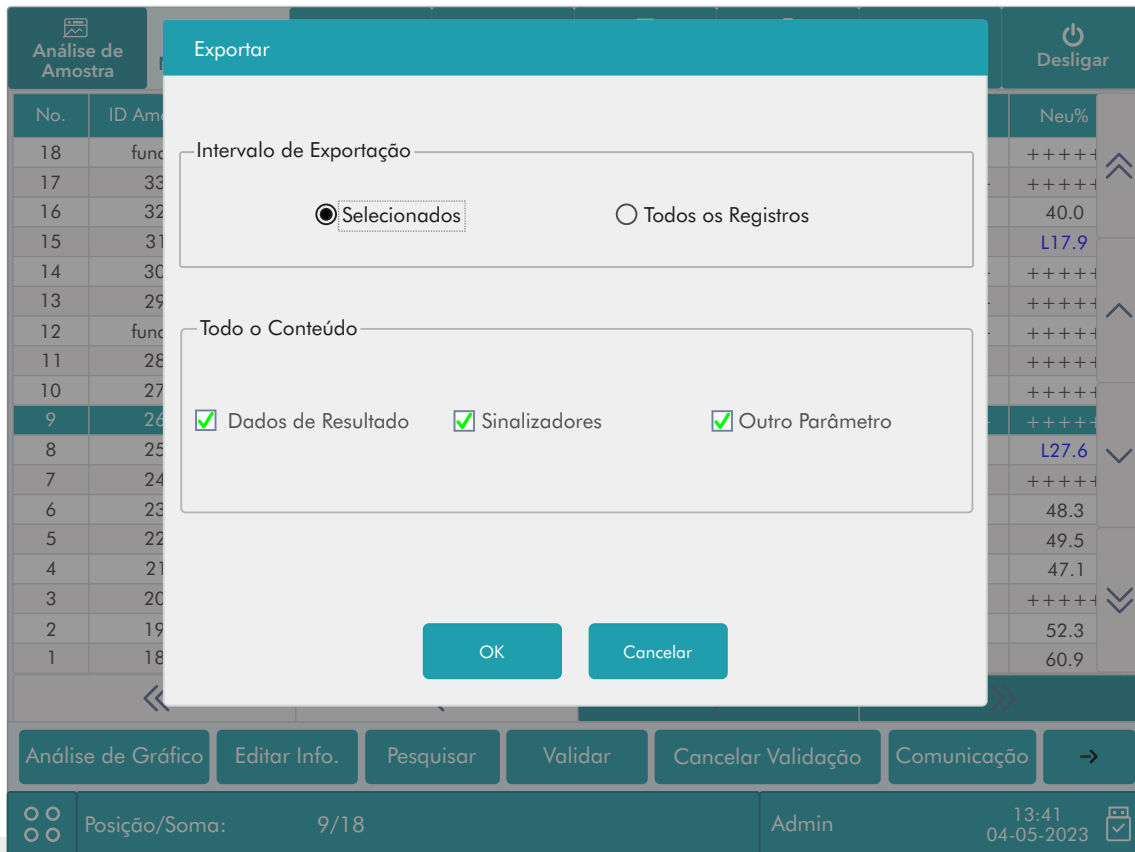 Análise de
Amostra
Desligar
Exportar
No.
ID Am
Neu%
Intervalo de Exportação
Selecionados
Todos os Registros
Todo o Conteúdo
Dados de Resultado
Sinalizadores
Outro Parâmetro
OK
Cancelar
18 fund +++++
17 33 +++++
16 32 40.0
15 31 L17.9
14 30 +++++
13 29 +++++
12 fund +++++
11 28 +++++
10 27 +++++
9 26 +++++
8 25 L27.6
7 24 +++++
6 23 48.3
5 22 49.5
4 21 47.1
3 20 +++++
2 19 52.3
1 18 60.9
Análise de Gráfico
Editar Info.
Pesquisar
Validar
Cancelar Validação
Comunicação
Posição/Soma: 9/18
Admin
13:41
04-05-2023